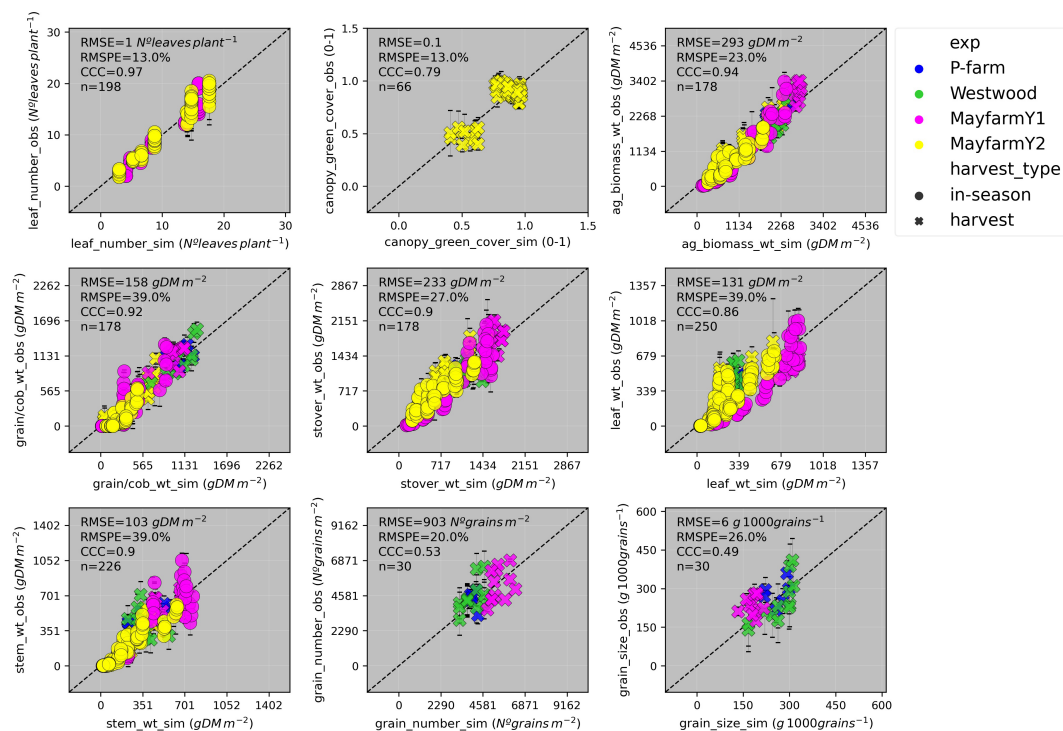 RMSE=1 Nºleaves plant⁻¹
RMSPE=13.0%
CCC=0.97
n=198
leaf_number_obs (Nºleaves plant⁻¹)
30
20
10
0
0 10 20 30
leaf_number_sim (Nºleaves plant⁻¹)
RMSE=0.1
RMSPE=13.0%
CCC=0.79
n=66
canopy_green_cover_obs (0-1)
1.5
1.0
0.5
0.0
0.0 0.5 1.0 1.5
canopy_green_cover_sim (0-1)
RMSE=293 gDM m⁻²
RMSPE=23.0%
CCC=0.94
n=178
ag_biomass_wt_obs (gDM m⁻²)
4536
3402
2268
1134
0
0 1134 2268 3402 4536
ag_biomass_wt_sim (gDM m⁻²)
exp
P-farm
Westwood
MayfarmY1
MayfarmY2
harvest_type
in-season
harvest
RMSE=158 gDM m⁻²
RMSPE=39.0%
CCC=0.92
n=178
grain/cob_wt_obs (gDM m⁻²)
2262
1696
1131
565
0
0 565 1131 1696 2262
grain/cob_wt_sim (gDM m⁻²)
RMSE=233 gDM m⁻²
RMSPE=27.0%
CCC=0.9
n=178
stover_wt_obs (gDM m⁻²)
2867
2151
1434
717
0
0 717 1434 2151 2867
stover_wt_sim (gDM m⁻²)
RMSE=131 gDM m⁻²
RMSPE=39.0%
CCC=0.86
n=250
leaf_wt_obs (gDM m⁻²)
1357
1018
679
339
0
0 339 679 1018 1357
leaf_wt_sim (gDM m⁻²)
RMSE=103 gDM m⁻²
RMSPE=39.0%
CCC=0.9
n=226
stem_wt_obs (gDM m⁻²)
1402
1052
701
351
0
0 351 701 1052 1402
stem_wt_sim (gDM m⁻²)
RMSE=903 Nºgrains m⁻²
RMSPE=20.0%
CCC=0.53
n=30
grain_number_obs (Nºgrains m⁻²)
9162
6871
4581
2290
0
0 2290 4581 6871 9162
grain_number_sim (Nºgrains m⁻²)
RMSE=6 g 1000grains⁻¹
RMSPE=26.0%
CCC=0.49
n=30
grain_size_obs (g 1000grains⁻¹)
600
450
300
150
0
0 150 300 450 600
grain_size_sim (g 1000grains⁻¹)